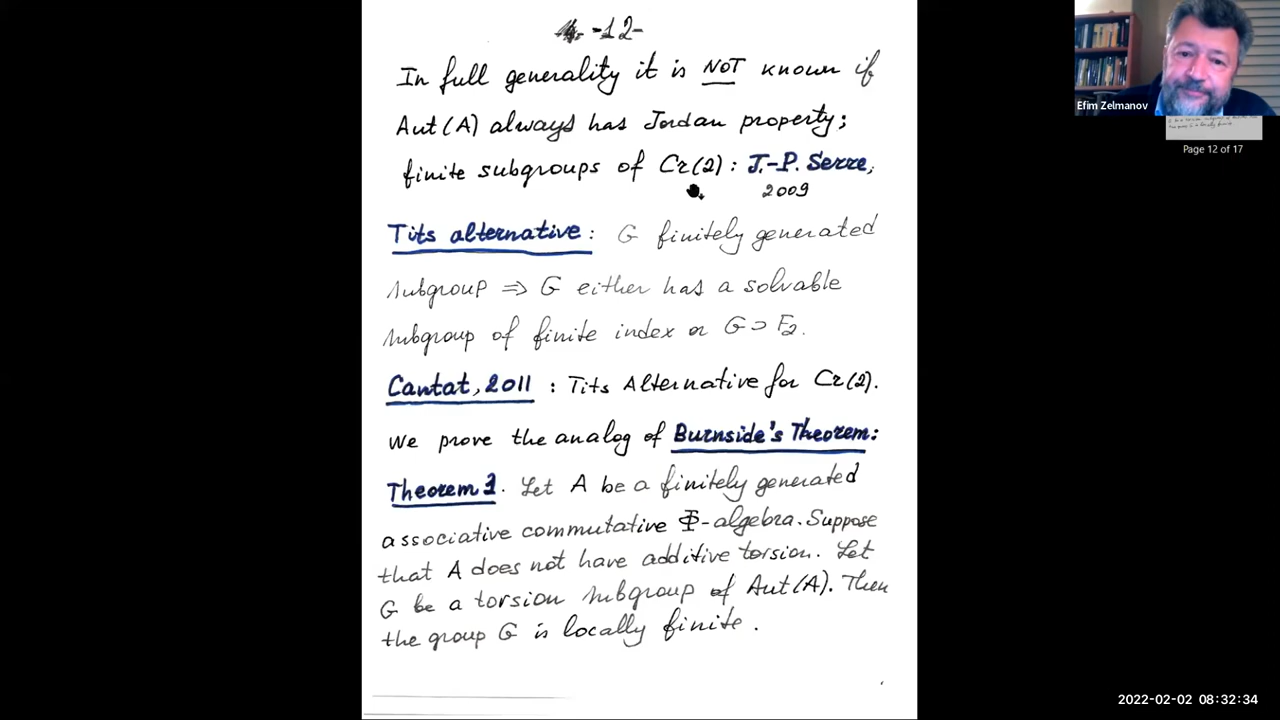 -12-
In full generality it is NOT known if
Aut(A) always has Jordan property;
finite subgroups of Cr(2): J.-P. Serre,
2009
Tits alternative: G finitely generated
subgroup ⇒ G either has a solvable
subgroup of finite index or G ⊃ F₂.
Cantat, 2011 : Tits Alternative for Cr(2).
We prove the analog of Burnside's Theorem:
Theorem 1. Let A be a finitely generated
associative commutative Φ-algebra. Suppose
that A does not have additive torsion. Let
G be a torsion subgroup of Aut(A). Then
the group G is locally finite.
Efim Zelmanov
Page 12 of 17
2022-02-02 08:32:34